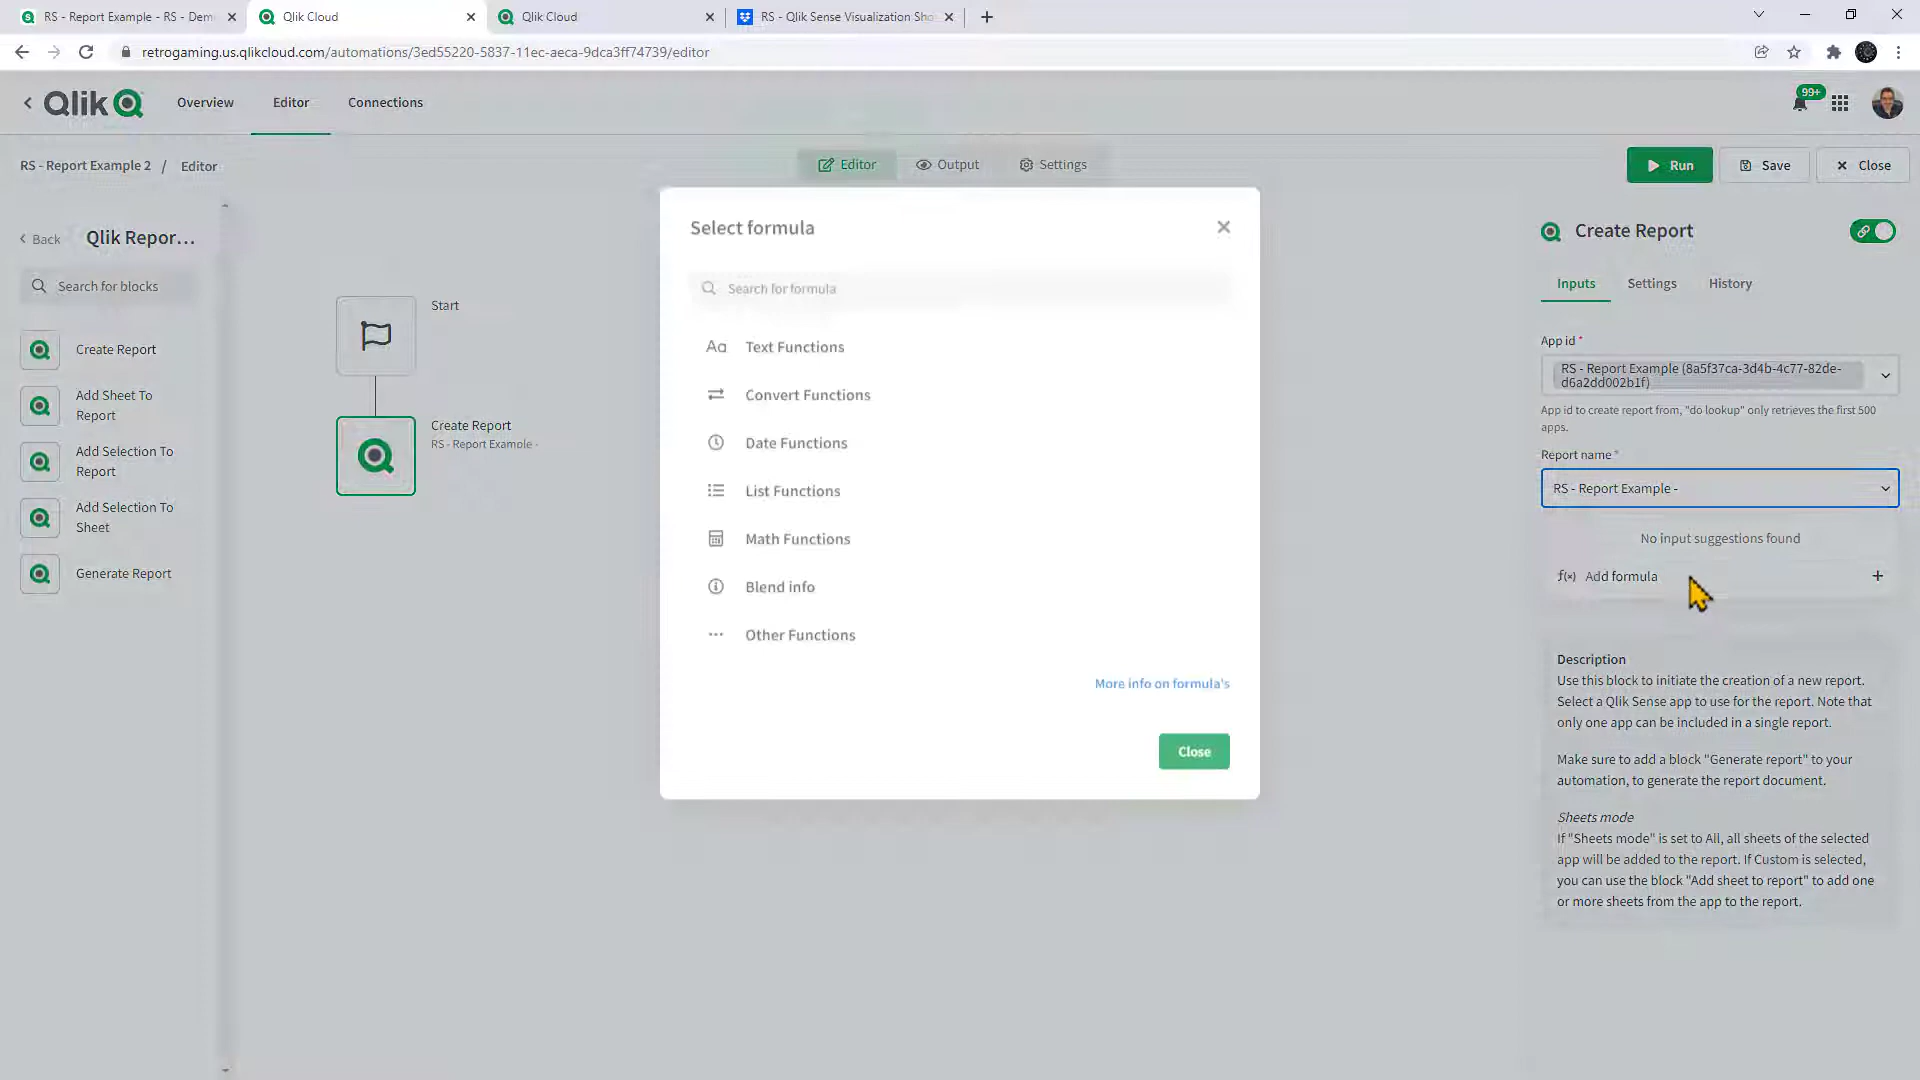 RS - Report Example - RS - Dem
Qlik Cloud
Qlik Cloud
RS - Qlik Sense Visualization Sho
retrogaming.us.qlikcloud.com/automations/3ed55220-5837-11ec-aeca-9dca3ff74739/editor
Qlik
Overview
Editor
Connections
99+
RS - Report Example 2 / Editor
Editor
Output
Settings
Run
Save
Close
Back
Qlik Repor...
Search for blocks
Create Report
Add Sheet To
Report
Add Selection To
Report
Add Selection To
Sheet
Generate Report
Start
Create Report
RS - Report Example -
Select formula
Search for formula
Aa Text Functions
Convert Functions
Date Functions
List Functions
Math Functions
Blend info
Other Functions
More info on formula's
Close
Create Report
Inputs
Settings
History
App id *
RS - Report Example (8a5f37ca-3d4b-4c77-82de-
d6a2dd002b1f)
App id to create report from, "do lookup" only retrieves the first 500
apps.
Report name *
RS - Report Example -
No input suggestions found
f(x) Add formula +
Description
Use this block to initiate the creation of a new report.
Select a Qlik Sense app to use for the report. Note that
only one app can be included in a single report.
Make sure to add a block "Generate report" to your
automation, to generate the report document.
Sheets mode
If "Sheets mode" is set to All, all sheets of the selected
app will be added to the report. If Custom is selected,
you can use the block "Add sheet to report" to add one
or more sheets from the app to the report.